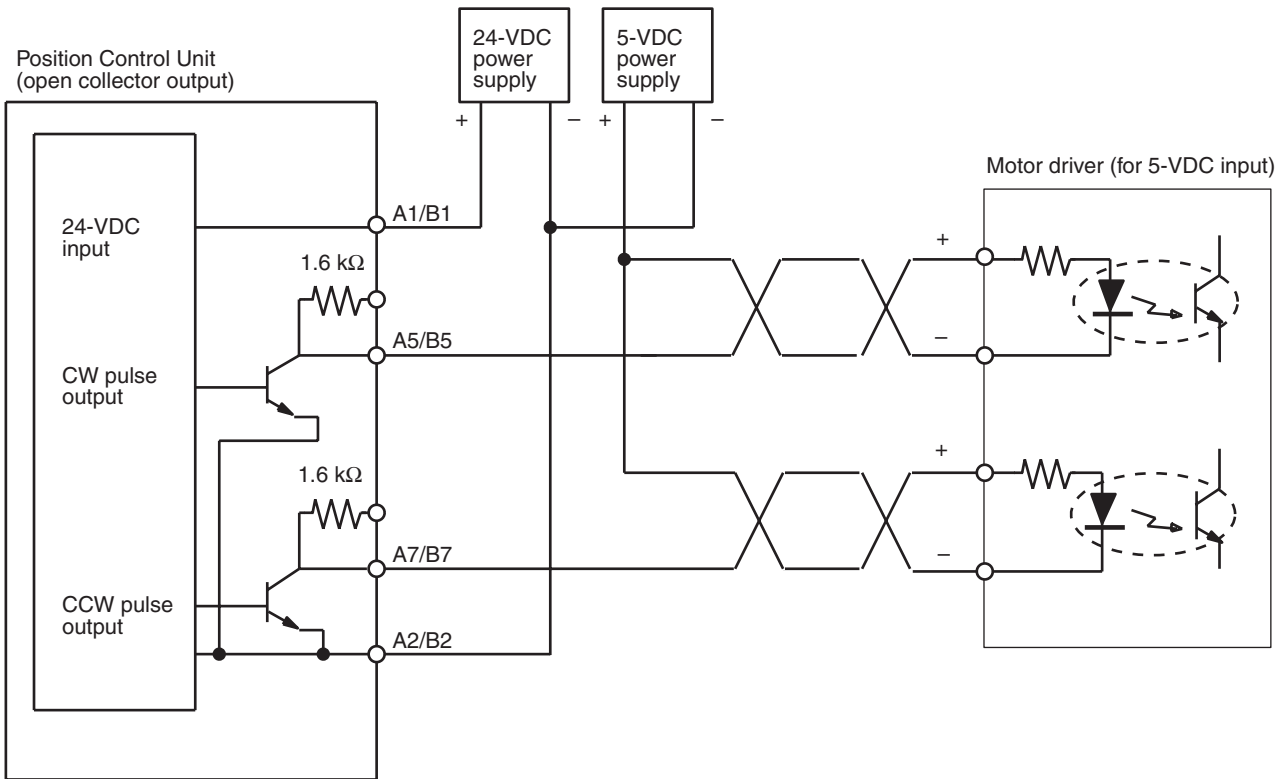 Position Control Unit
(open collector output)
24-VDC
power
supply
5-VDC
power
supply
+
–
+
–
Motor driver (for 5-VDC input)
24-VDC
input
A1/B1
1.6 kΩ
+
A5/B5
–
CW pulse
output
1.6 kΩ
+
A7/B7
–
CCW pulse
output
A2/B2